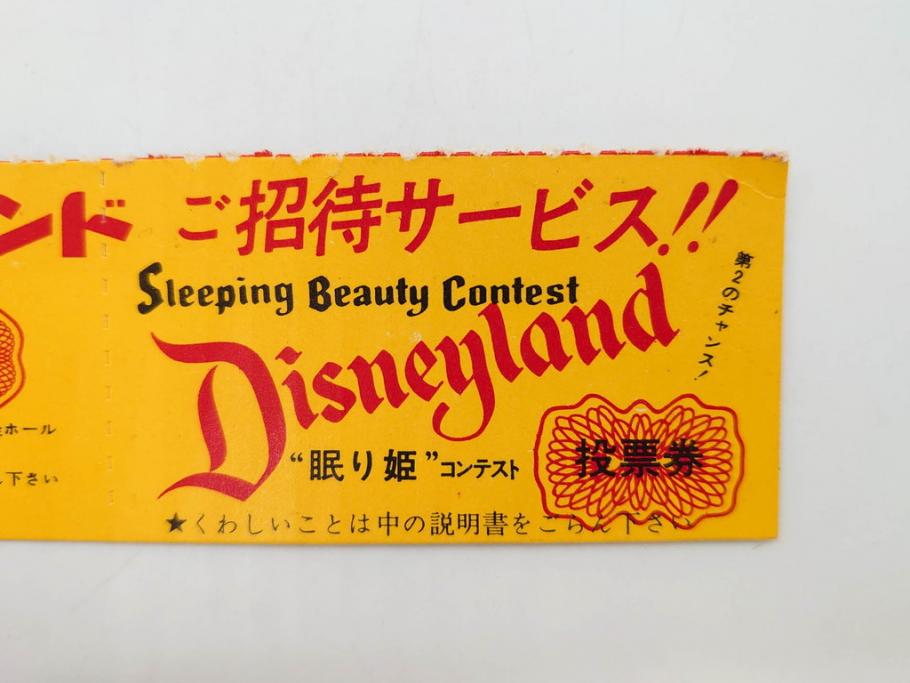 ンド
ご招待サービス!!
Sleeping Beauty Contest
第2のチャンス!
Disneyland
“眠り姫”コンテスト
投票券
ホール
下さい
★くわしいことは中の説明書をごらん下さい